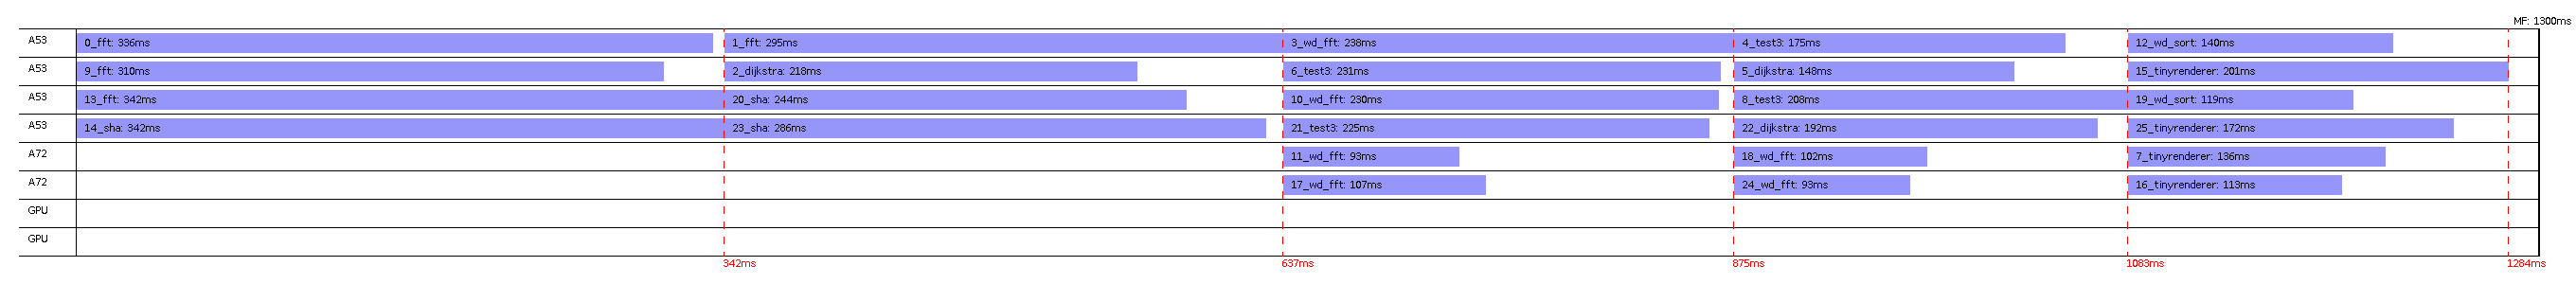 MF: 1300ms
A53 0_fft: 336ms 1_fft: 295ms 3_wd_fft: 238ms 4_test3: 175ms 12_wd_sort: 140ms
A53 9_fft: 310ms 2_dijkstra: 218ms 6_test3: 231ms 5_dijkstra: 148ms 15_tinyrenderer: 201ms
A53 13_fft: 342ms 20_sha: 244ms 10_wd_fft: 230ms 8_test3: 208ms 19_wd_sort: 119ms
A53 14_sha: 342ms 23_sha: 286ms 21_test3: 225ms 22_dijkstra: 192ms 25_tinyrenderer: 172ms
A72 11_wd_fft: 93ms 18_wd_fft: 102ms 7_tinyrenderer: 136ms
A72 17_wd_fft: 107ms 24_wd_fft: 93ms 16_tinyrenderer: 113ms
GPU
GPU
342ms 637ms 875ms 1083ms 1284ms